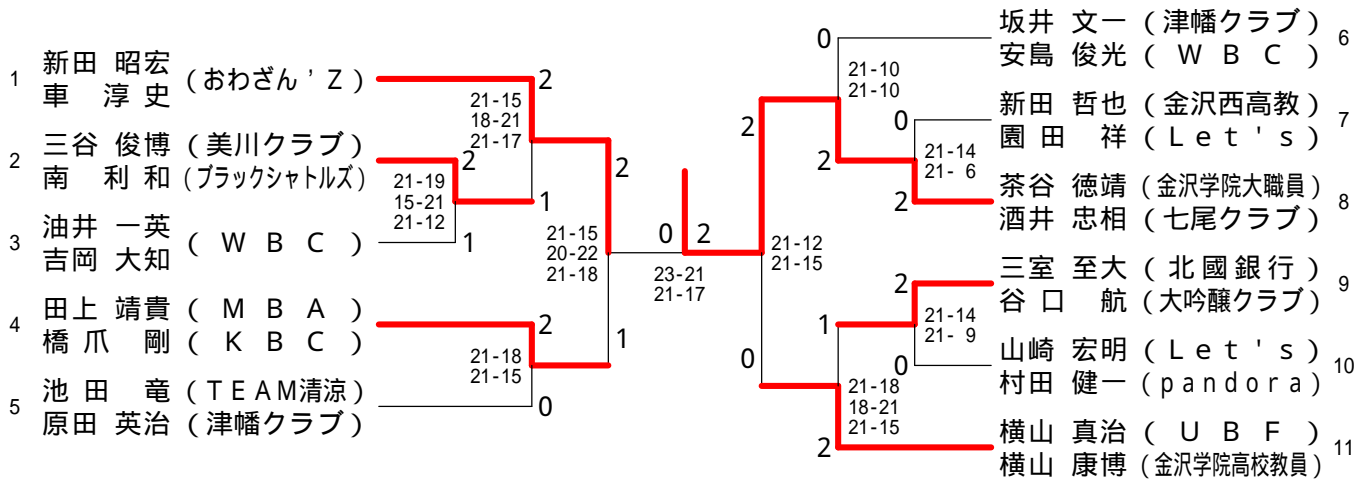 1 新田 昭宏 (おわざん'Z)
車 淳史
2 三谷 俊博 (美川クラブ)
南 利和 (ブラックシャトルズ)
3 油井 一英 (WBC)
吉岡 大知
4 田上 靖貴 (MBA)
橋爪 剛 (KBC)
5 池田 竜 (TEAM清涼)
原田 英治 (津幡クラブ)
2
21-15
18-21
21-17
2
21-19
15-21
21-12
1
1
2
21-15
20-22
21-18
1
2
21-18
21-15
0
0 2
23-21
21-17
0
21-10
21-10
2
2
0
21-14
21- 6
2
21-12
21-15
0
2
21-14
21- 9
0
1
21-18
18-21
21-15
2
坂井 文一 (津幡クラブ) 6
安島 俊光 (WBC)
新田 哲也 (金沢西高教) 7
園田 祥 (Let's)
茶谷 徳靖 (金沢学院大職員) 8
酒井 忠相 (七尾クラブ)
三室 至大 (北國銀行) 9
谷口 航 (大吟醸クラブ)
山崎 宏明 (Let's) 10
村田 健一 (pandora)
横山 真治 (UBF) 11
横山 康博 (金沢学院高校教員)